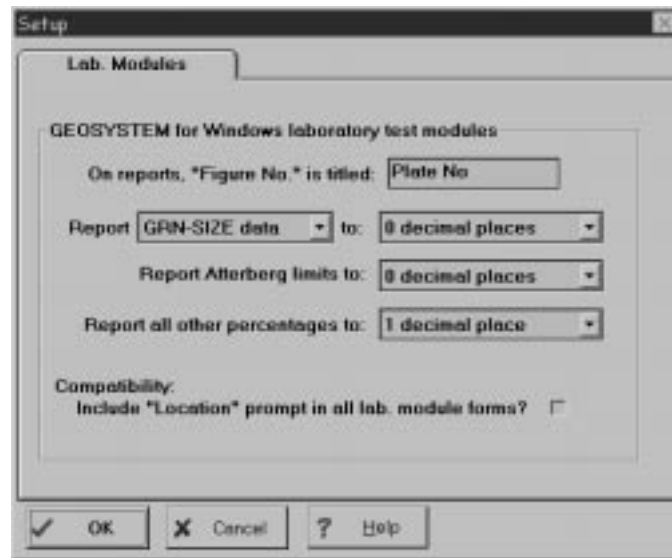 Setup
Lab. Modules
GEOSYSTEM for Windows laboratory test modules
On reports, "Figure No." is titled: Plate No
Report GRN-SIZE data to: 0 decimal places
Report Atterberg limits to: 0 decimal places
Report all other percentages to: 1 decimal place
Compatibility:
Include "Location" prompt in all lab. module forms?
OK Cancel ? Help